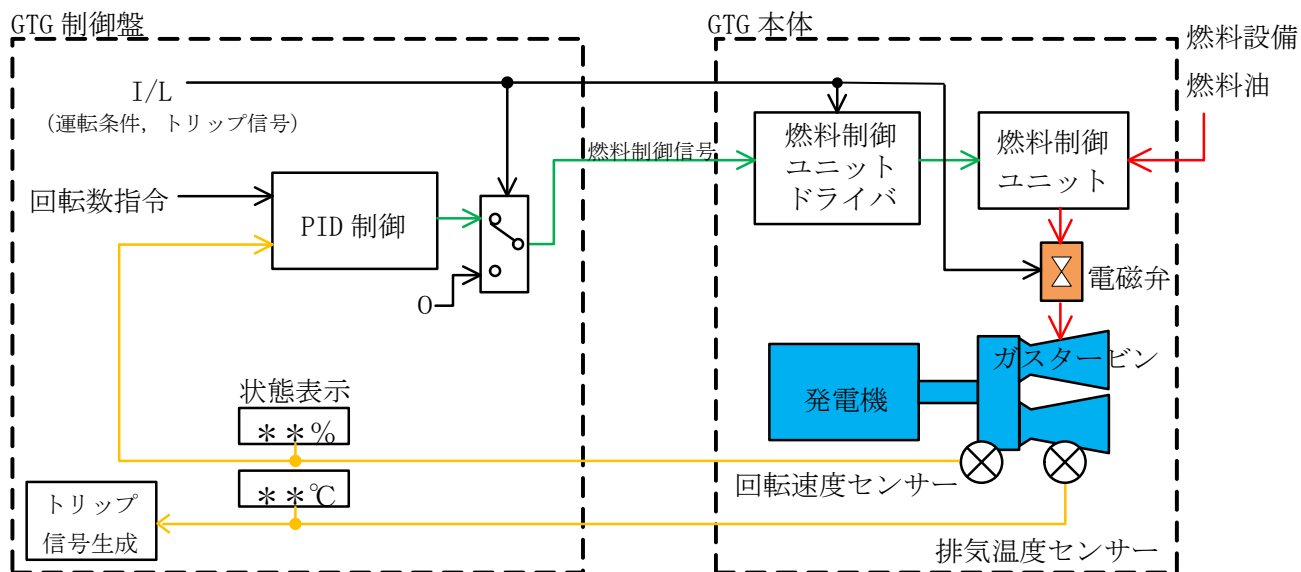 GTG 制御盤
GTG 本体
燃料設備
燃料油
I/L
(運転条件, トリップ信号)
回転数指令
PID 制御
0
燃料制御信号
燃料制御
ユニット
ドライバ
燃料制御
ユニット
電磁弁
ガスタービン
発電機
状態表示
**%
**℃
回転速度センサー
トリップ
信号生成
排気温度センサー